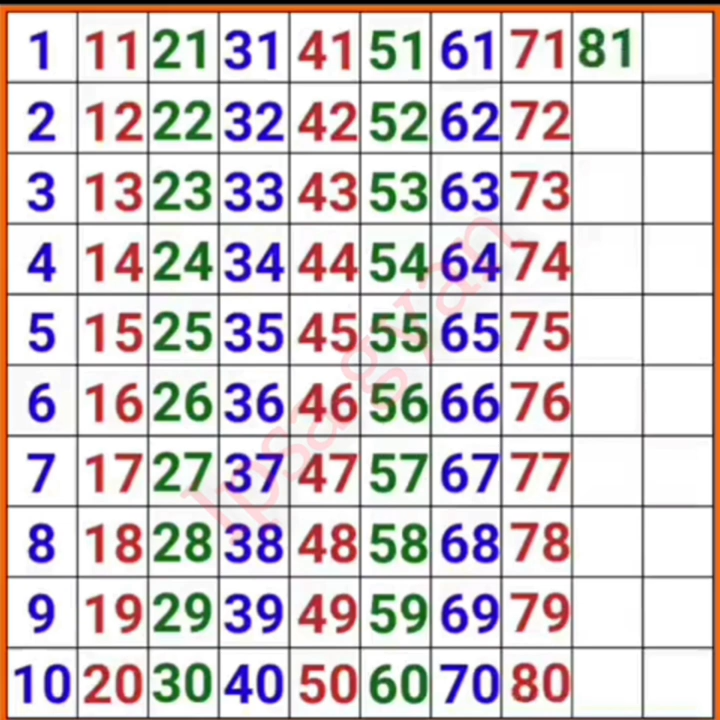 1 11 21 31 41 51 61 71 81
2 12 22 32 42 52 62 72
3 13 23 33 43 53 63 73
4 14 24 34 44 54 64 74
5 15 25 35 45 55 65 75
6 16 26 36 46 56 66 76
7 17 27 37 47 57 67 77
8 18 28 38 48 58 68 78
9 19 29 39 49 59 69 79
10 20 30 40 50 60 70 80
Ipsa gyan